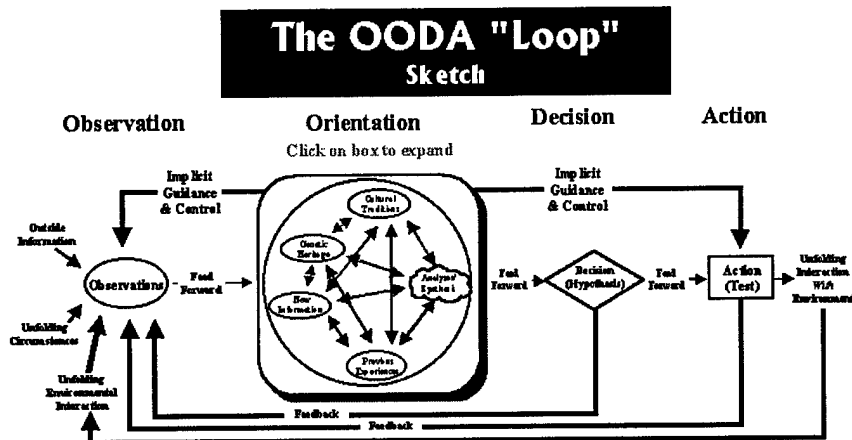 The OODA "Loop"
Sketch
Observation
Orientation
Decision
Action
Click on box to expand
Implicit
Guidance
& Control
Implicit
Guidance
& Control
Cultural
Traditions
Outside
Information
Genetic
Heritage
Observations
Feed
Forward
Analyses/
Synthesis
Feed
Forward
Decision
(Hypothesis)
Feed
Forward
Action
(Test)
Unfolding
Interaction
With
Environment
New
Information
Unfolding
Circumstances
Previous
Experiences
Unfolding
Environmental
Interaction
Feedback
Feedback